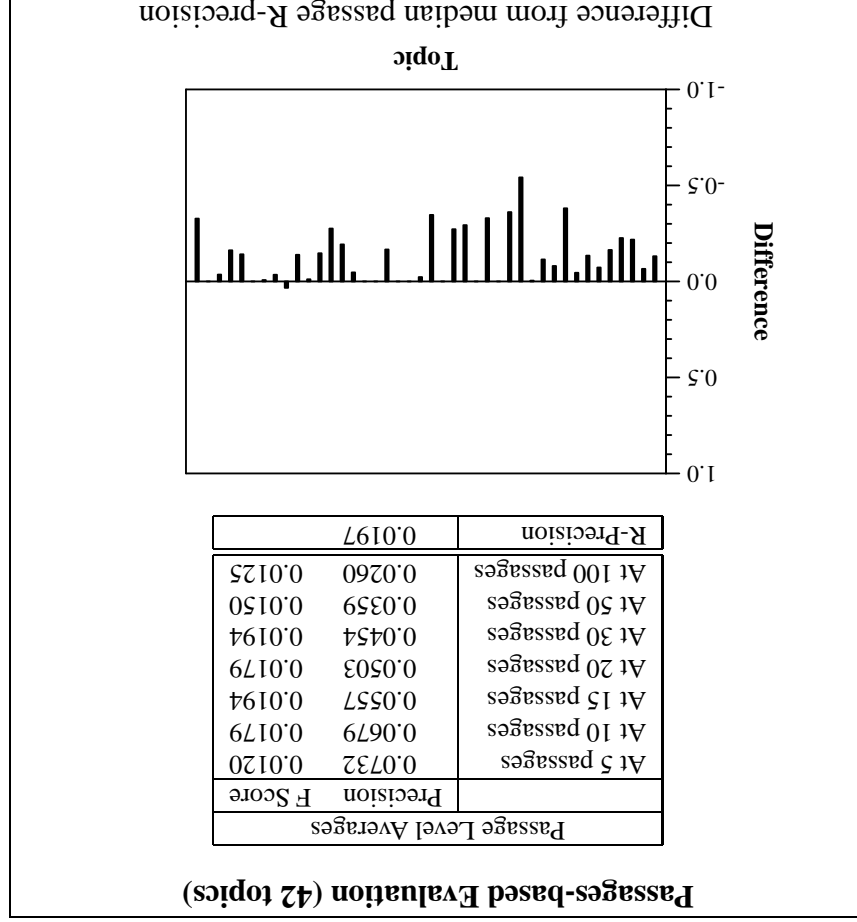 Passages-based Evaluation (42 topics)
Passage Level Averages
Precision F Score
At 5 passages 0.0732 0.0120
At 10 passages 0.0679 0.0179
At 15 passages 0.0557 0.0194
At 20 passages 0.0503 0.0179
At 30 passages 0.0454 0.0194
At 50 passages 0.0359 0.0150
At 100 passages 0.0260 0.0125
R-Precision 0.0197
1.0
0.5
0.0
-0.5
-1.0
Difference
Topic
Difference from median passage R-precision